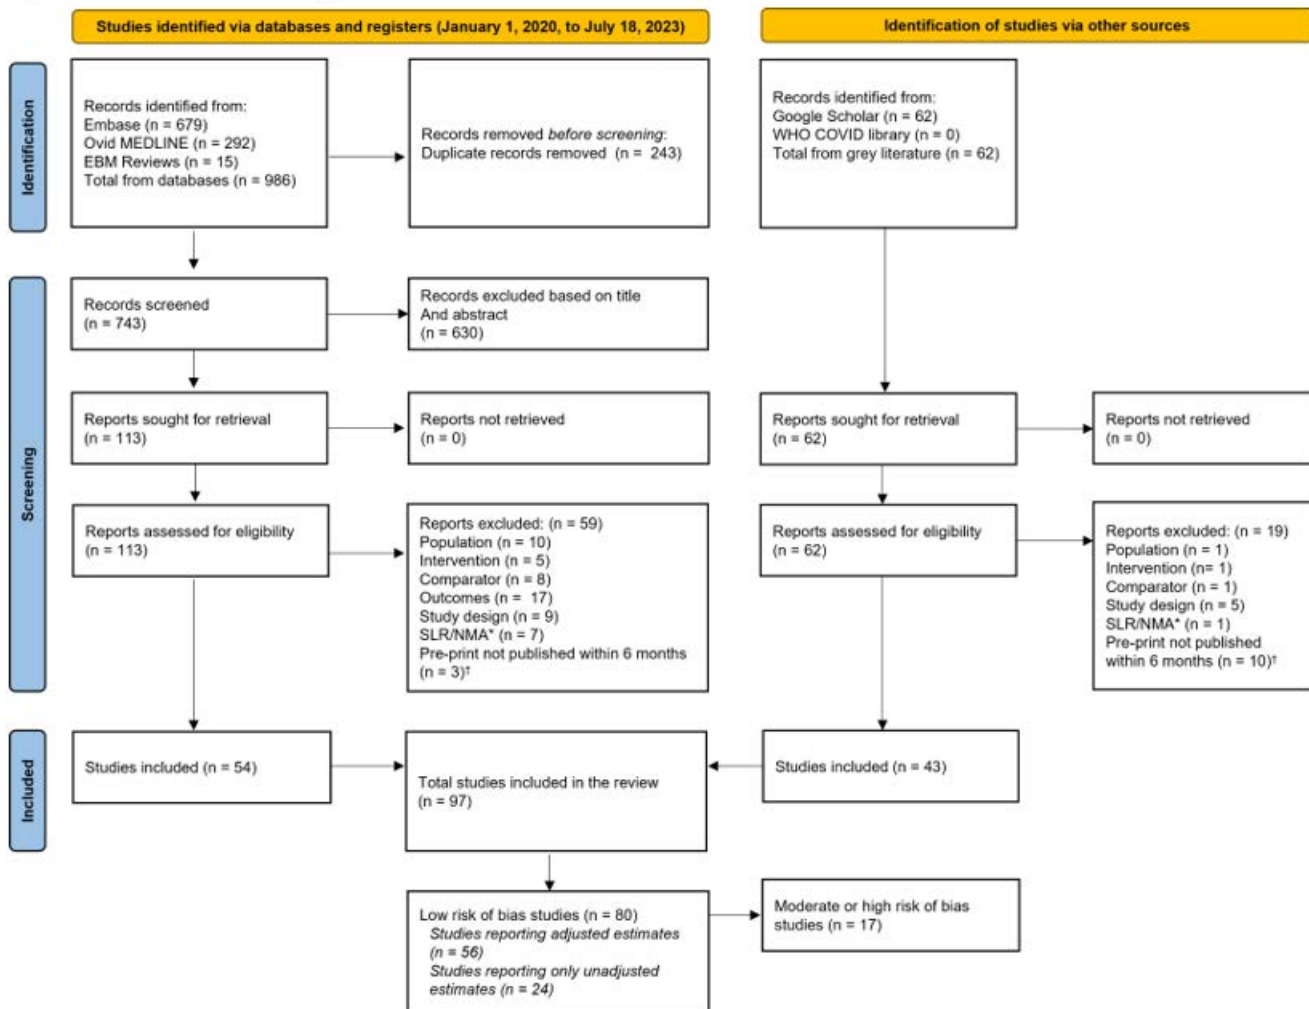 Studies identified via databases and registers (January 1, 2020, to July 18, 2023)
Identification of studies via other sources
Identification
Records identified from:
Embase (n = 679)
Ovid MEDLINE (n = 292)
EBM Reviews (n = 15)
Total from databases (n = 986)
Records removed before screening:
Duplicate records removed (n = 243)
Records identified from:
Google Scholar (n = 62)
WHO COVID library (n = 0)
Total from grey literature (n = 62)
Screening
Records screened
(n = 743)
Records excluded based on title
And abstract
(n = 630)
Reports sought for retrieval
(n = 113)
Reports not retrieved
(n = 0)
Reports sought for retrieval
(n = 62)
Reports not retrieved
(n = 0)
Reports assessed for eligibility
(n = 113)
Reports excluded: (n = 59)
Population (n = 10)
Intervention (n = 5)
Comparator (n = 8)
Outcomes (n = 17)
Study design (n = 9)
SLR/NMA* (n = 7)
Pre-print not published within 6 months
(n = 3)†
Reports assessed for eligibility
(n = 62)
Reports excluded: (n = 19)
Population (n = 1)
Intervention (n= 1)
Comparator (n = 1)
Study design (n = 5)
SLR/NMA* (n = 1)
Pre-print not published
within 6 months (n = 10)†
Included
Studies included (n = 54)
Total studies included in the review
(n = 97)
Studies included (n = 43)
Low risk of bias studies (n = 80)
Studies reporting adjusted estimates
(n = 56)
Studies reporting only unadjusted
estimates (n = 24)
Moderate or high risk of bias
studies (n = 17)